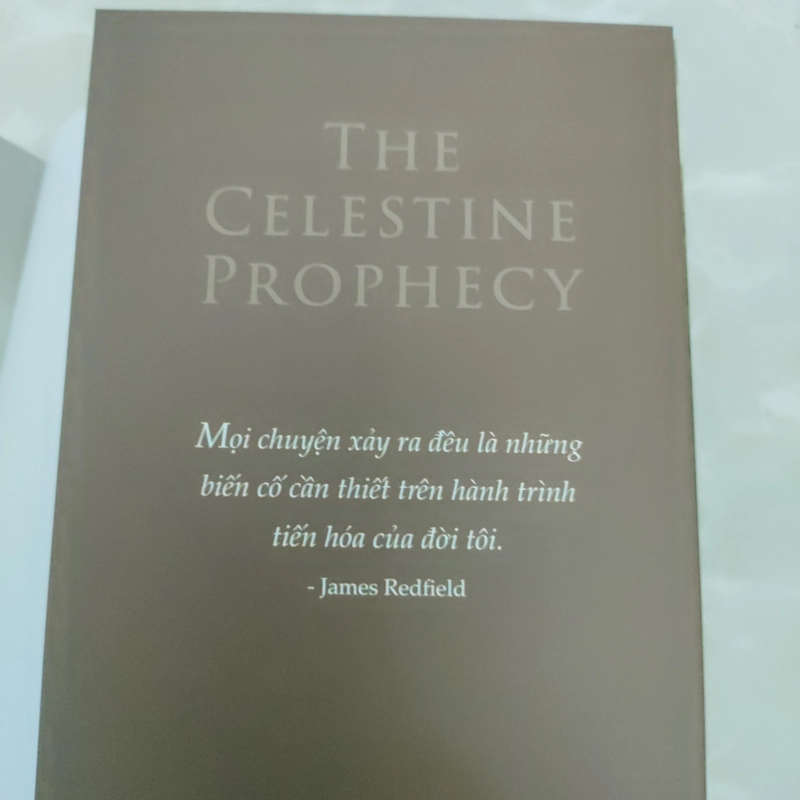 THE
CELESTINE
PROPHECY
Mọi chuyện xảy ra đều là những
biến cố cần thiết trên hành trình
tiến hóa của đời tôi.
- James Redfield